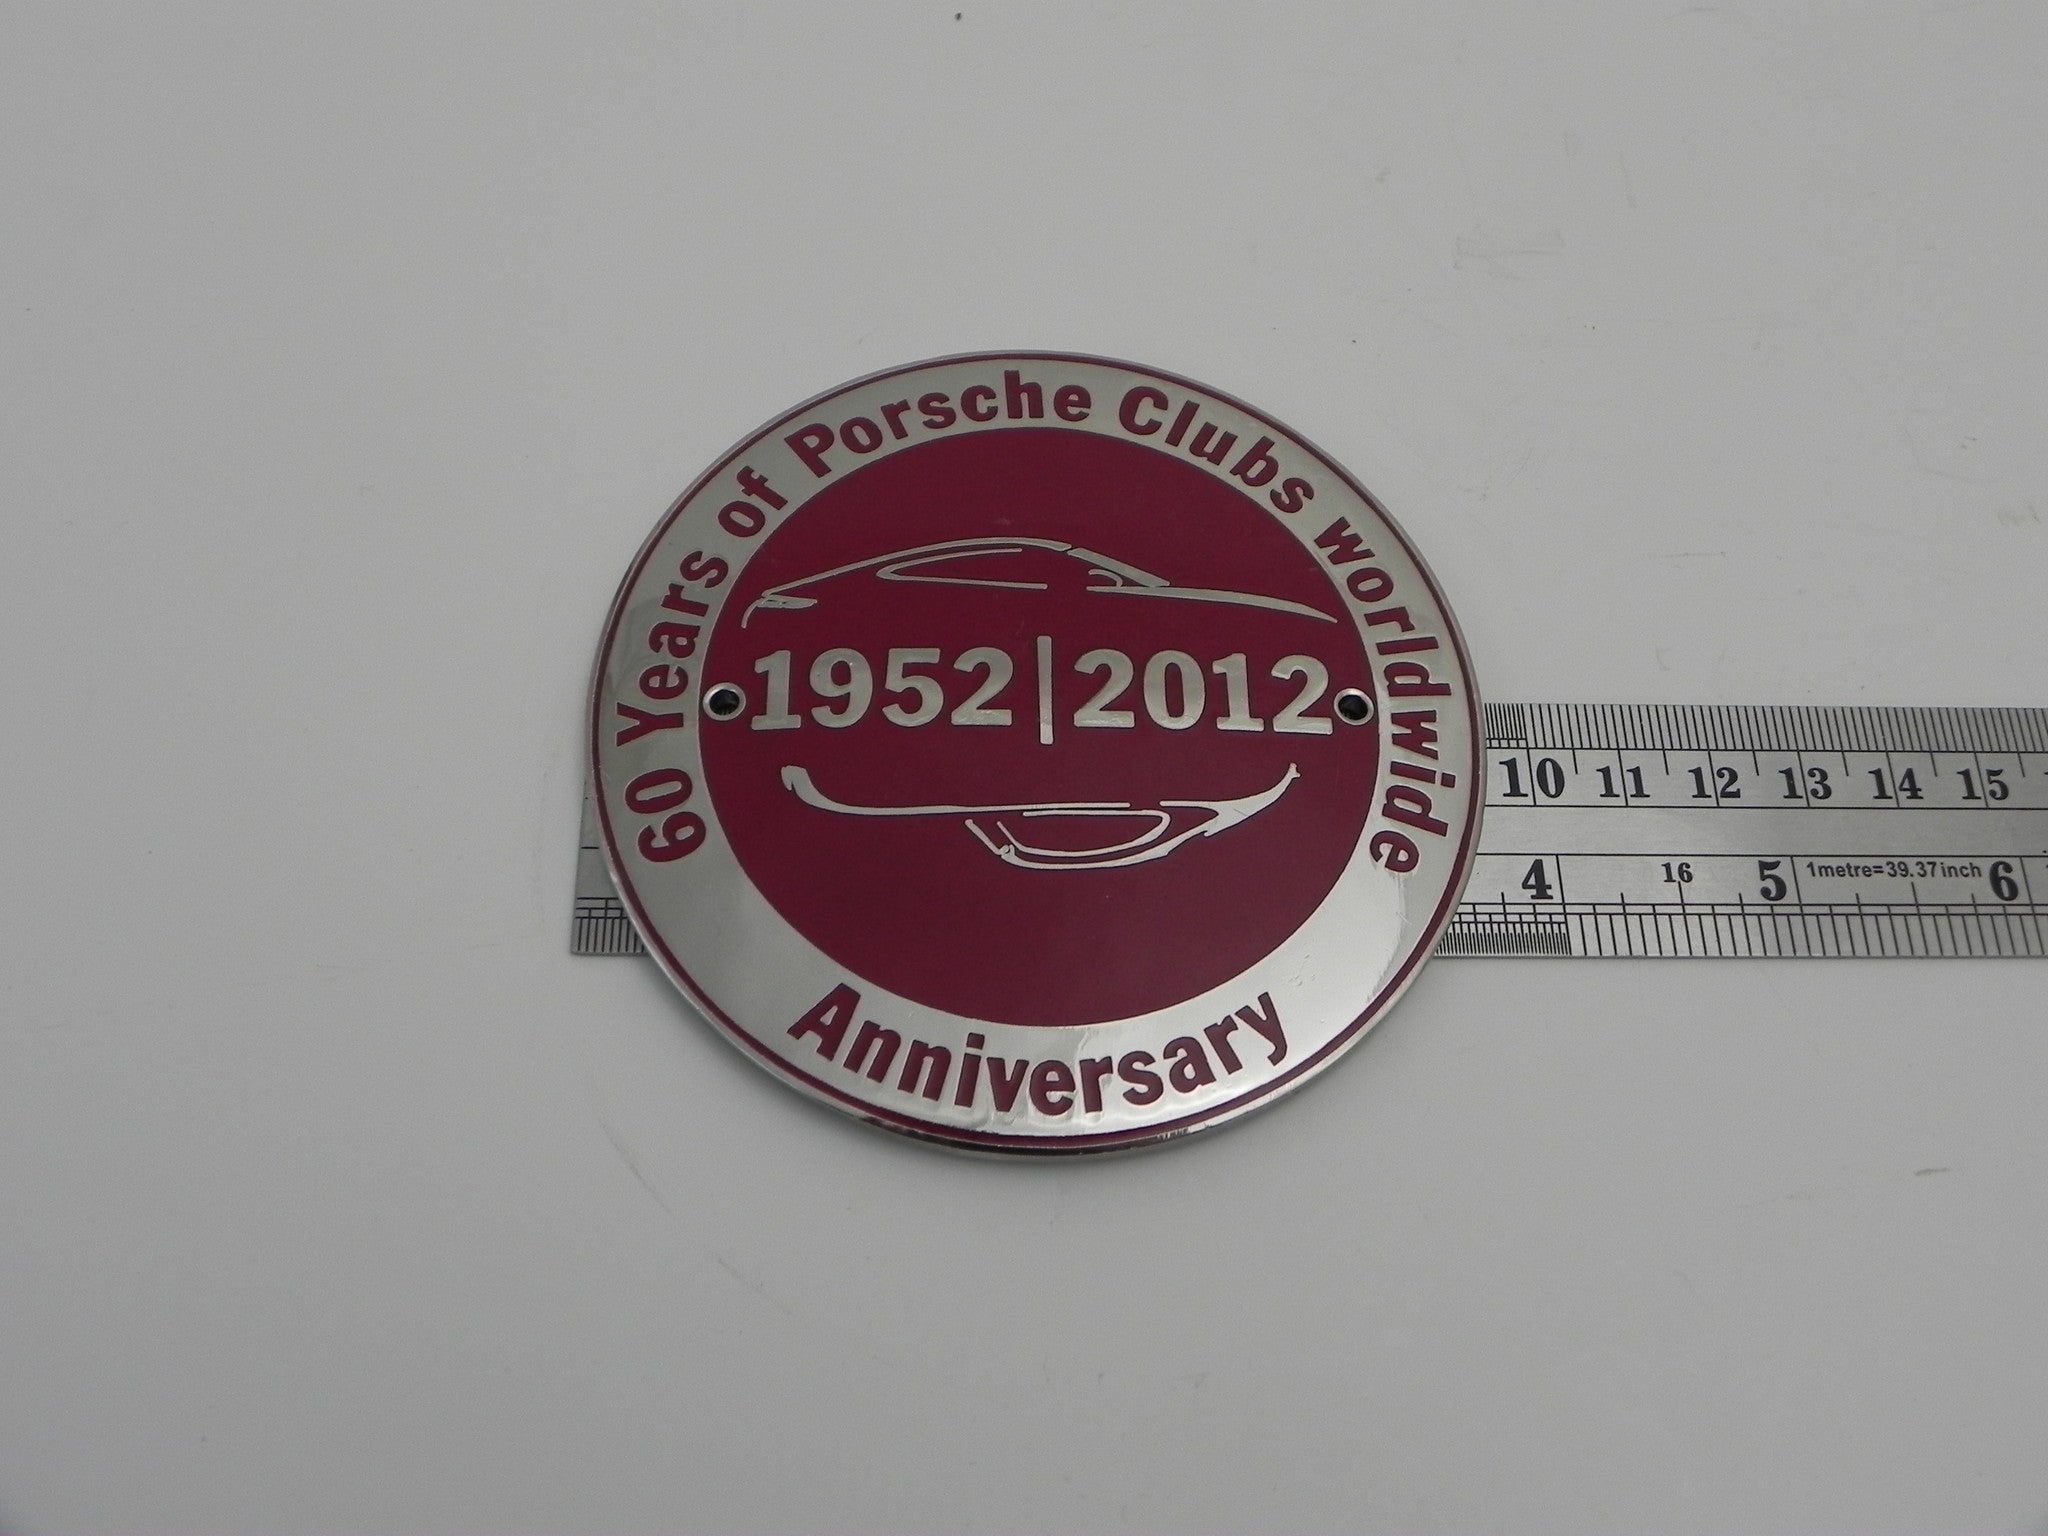 60 Years of Porsche Clubs worldwide
1952|2012
Anniversary
10 11 12 13 14 15
4 16 5 1metre=39.37inch 6